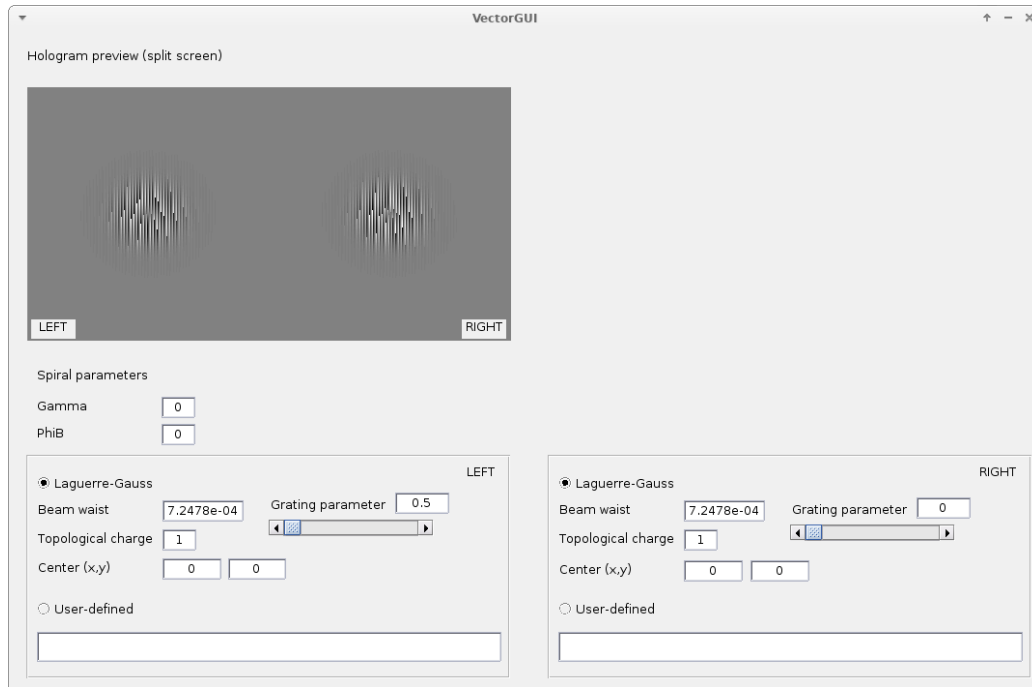 VectorGUI
Hologram preview (split screen)
LEFT RIGHT
Spiral parameters
Gamma 0
PhiB 0
LEFT
Laguerre-Gauss
Beam waist 7.2478e-04 Grating parameter 0.5
Topological charge 1
Center (x,y) 0 0
User-defined
RIGHT
Laguerre-Gauss
Beam waist 7.2478e-04 Grating parameter 0
Topological charge 1
Center (x,y) 0 0
User-defined